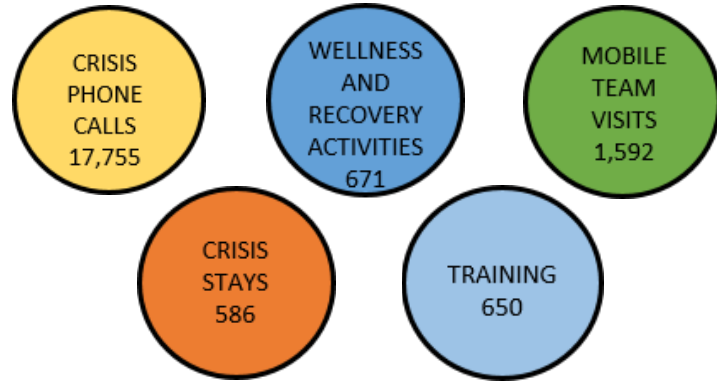 CRISIS
PHONE
CALLS
17,755
WELLNESS
AND
RECOVERY
ACTIVITIES
671
MOBILE
TEAM
VISITS
1,592
CRISIS
STAYS
586
TRAINING
650